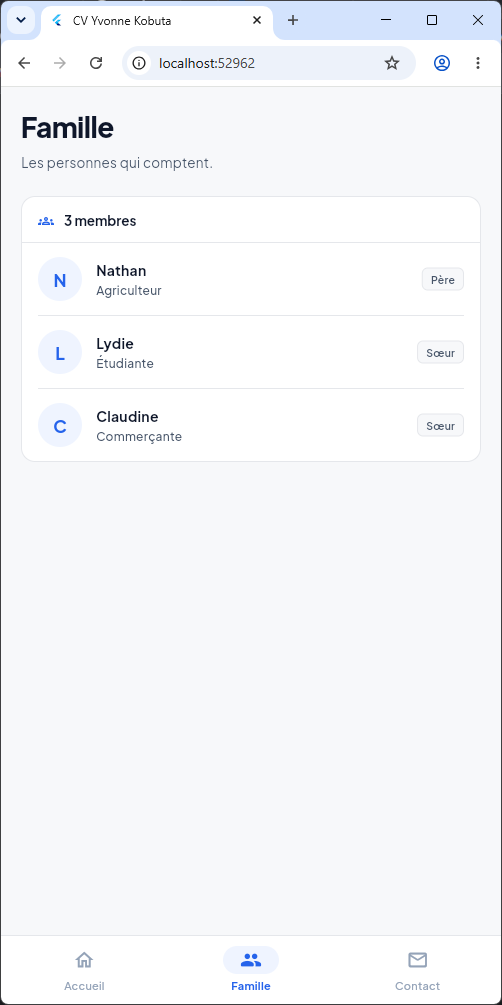 CV Yvonne Kobuta
localhost:52962
Famille
Les personnes qui comptent.
3 membres
N
Nathan
Agriculteur
Père
L
Lydie
Étudiante
Sœur
C
Claudine
Commerçante
Sœur
Accueil
Famille
Contact